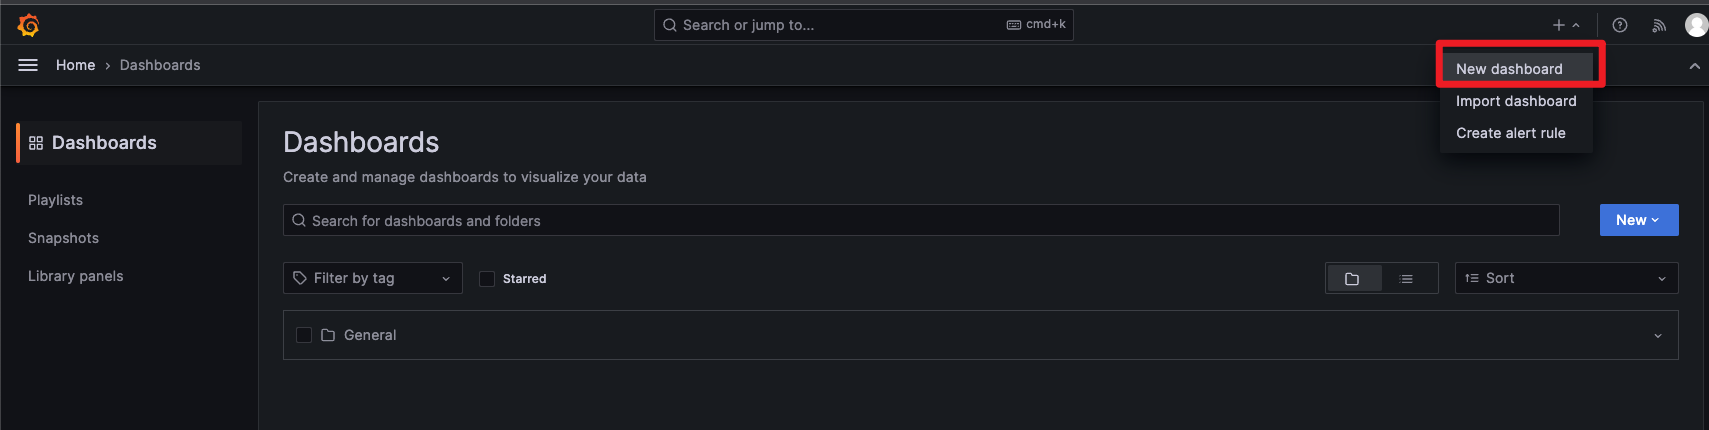 Search or jump to... cmd+k
Home › Dashboards
New dashboard
Import dashboard
Create alert rule
Dashboards
Playlists
Snapshots
Library panels
Dashboards
Create and manage dashboards to visualize your data
Search for dashboards and folders
New
Filter by tag
Starred
Sort
General